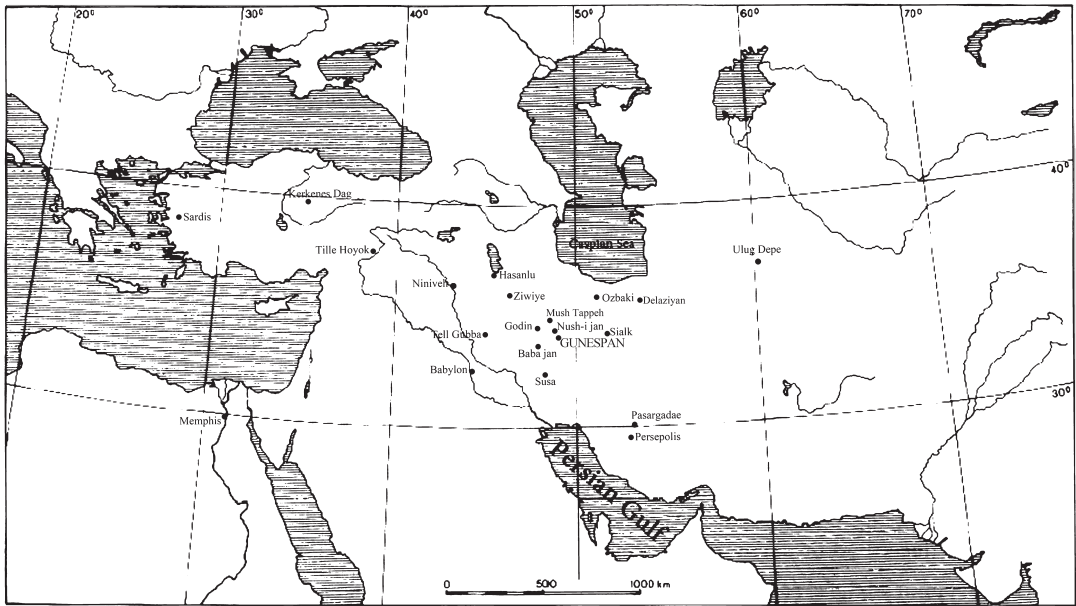 20° 30° 40° 50° 60° 70°
40°
Kerkenes Dag
Sardis
Caspian Sea
Tille Hoyok
Ulug Depe
Hasanlu
Niniveh
Ziwiye
Ozbaki
Delaziyan
Mush Tappeh
Godin
Nush-i jan
Tell Gubba
Sialk
GUNESPAN
Baba jan
Babylon
Susa
30°
Memphis
Pasargadae
Persepolis
Persian Gulf
0 500 1000 km